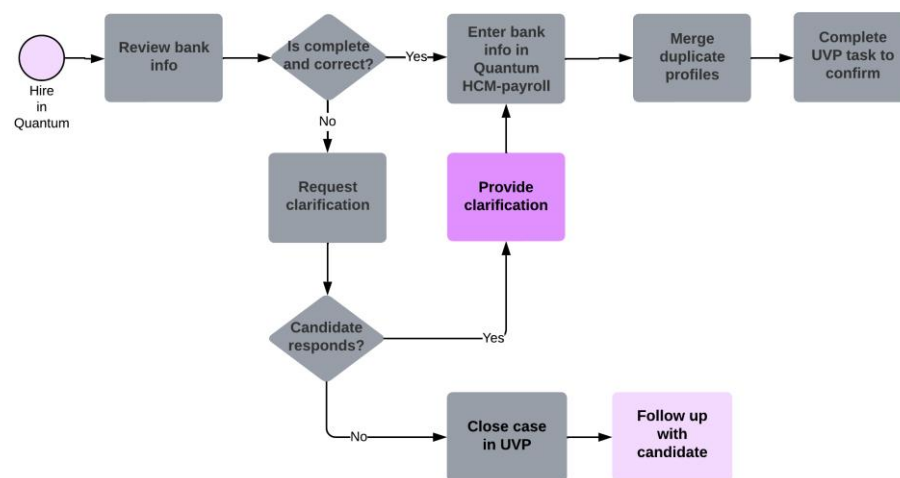 Hire
in
Quantum
Review bank
info
Is complete
and correct?
Yes
No
Enter bank
info in
Quantum
HCM-payroll
Merge
duplicate
profiles
Complete
UVP task to
confirm
Request
clarification
Provide
clarification
Candidate
responds?
Yes
No
Close case
in UVP
Follow up
with
candidate